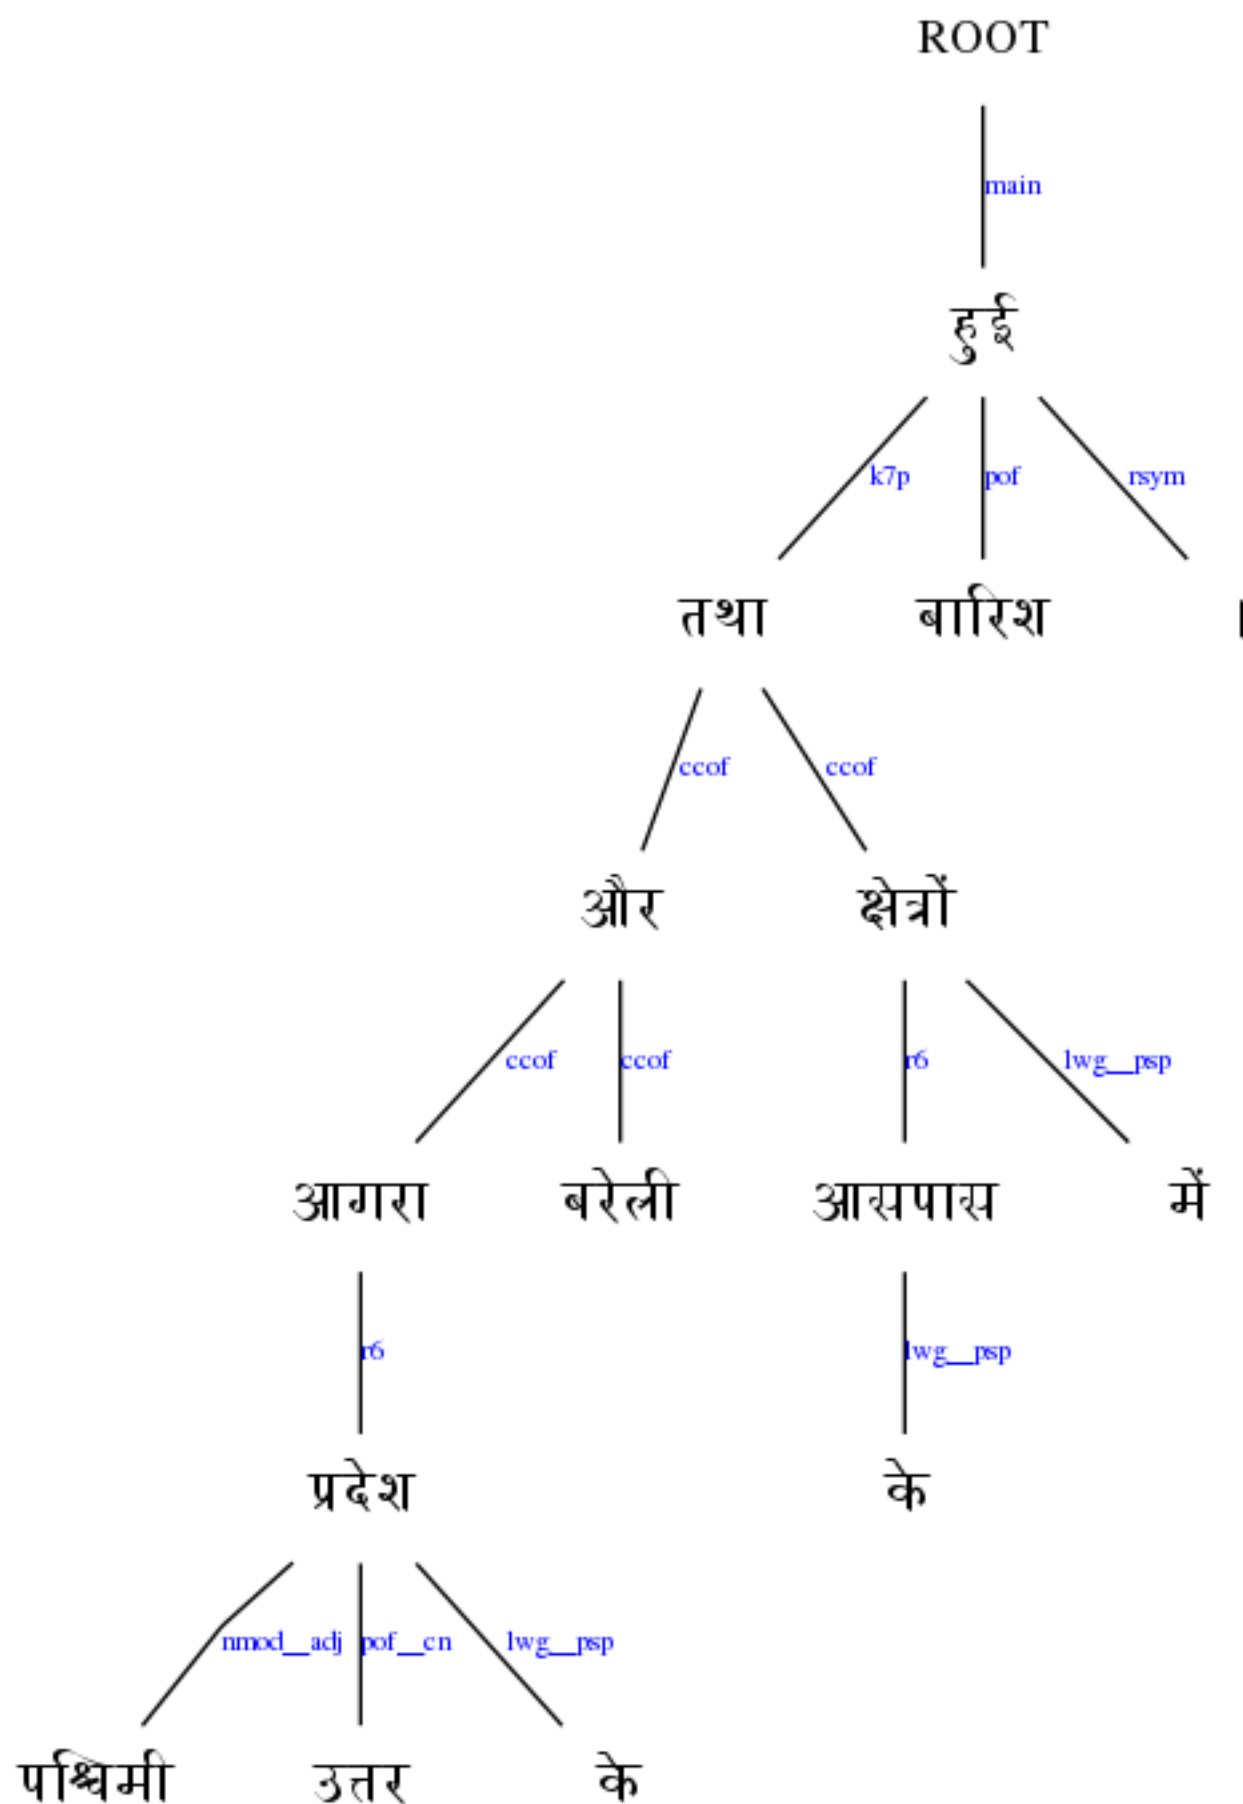 ROOT
main
हुई
k7p pof rsym
तथा बारिश ।
ccof ccof
और क्षेत्रों
ccof ccof r6 lwg__psp
आगरा बरेली आसपास में
r6 lwg__psp
प्रदेश के
nmod__adj pof__cn lwg__psp
पश्चिमी उत्तर के